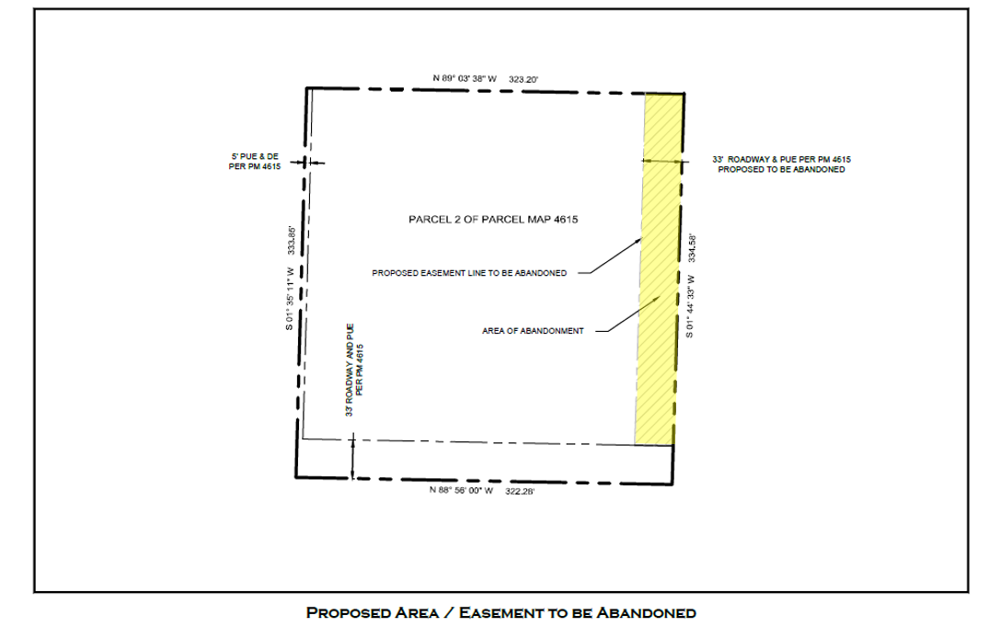 N 89° 03' 38" W 323.20'
5' PUE & DE
PER PM 4615
33' ROADWAY & PUE PER PM 4615
PROPOSED TO BE ABANDONED
PARCEL 2 OF PARCEL MAP 4615
S 01° 35' 11" W 333.85'
PROPOSED EASEMENT LINE TO BE ABANDONED
S 01° 44' 33" W 334.58'
AREA OF ABANDONMENT
33' ROADWAY AND PUE
PER PM 4615
N 88° 56' 00" W 322.28'
PROPOSED AREA / EASEMENT TO BE ABANDONED